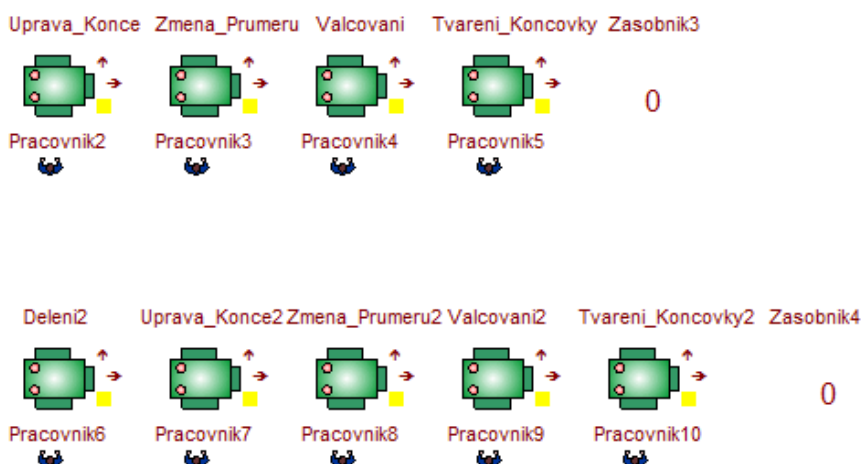 Uprava_Konce Zmena_Prumeru Valcovani Tvareni_Koncovky Zasobnik3
0
Pracovnik2 Pracovnik3 Pracovnik4 Pracovnik5
Deleni2 Uprava_Konce2 Zmena_Prumeru2 Valcovani2 Tvareni_Koncovky2 Zasobnik4
0
Pracovnik6 Pracovnik7 Pracovnik8 Pracovnik9 Pracovnik10